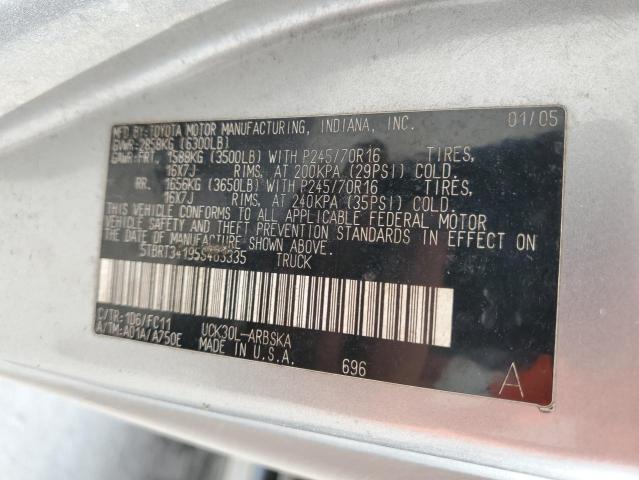 MFD. BY: TOYOTA MOTOR MANUFACTURING, INDIANA, INC. 01/05
GVWR: 2858KG (6300LB)
GAWR: FRT. 1588KG (3500LB) WITH P245/70R16 TIRES,
16X7J RIMS, AT 200KPA (29PSI) COLD.
RR. 1656KG (3650LB) WITH P245/70R16 TIRES,
16X7J RIMS, AT 240KPA (35PSI) COLD.
THIS VEHICLE CONFORMS TO ALL APPLICABLE FEDERAL MOTOR
VEHICLE SAFETY AND THEFT PREVENTION STANDARDS IN EFFECT ON
THE DATE OF MANUFACTURE SHOWN ABOVE.
TRUCK
C/TR: 1D6/FC11 UCK30L-ARBSKA
A/TM: A01A/A750E MADE IN U.S.A. 696
A